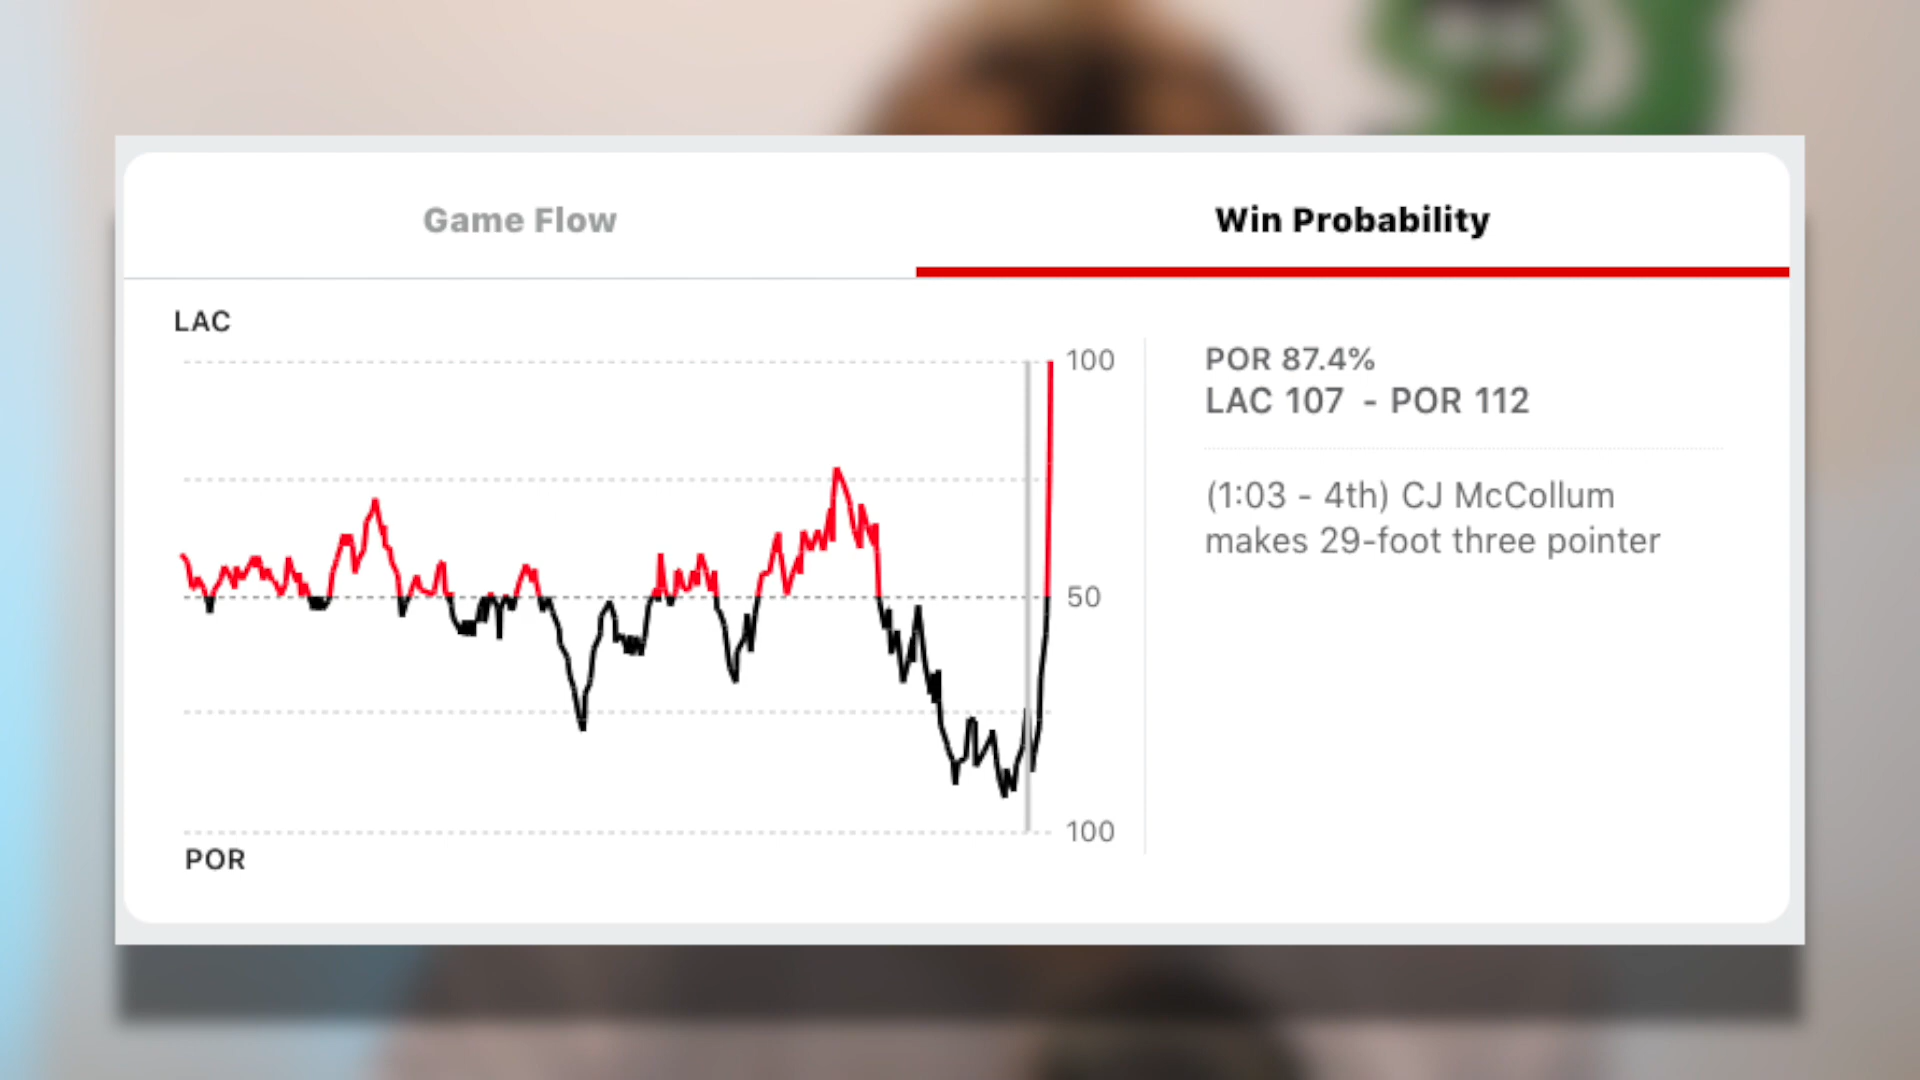 Game Flow
Win Probability
LAC
100
50
100
POR
POR 87.4%
LAC 107 - POR 112
(1:03 - 4th) CJ McCollum
makes 29-foot three pointer